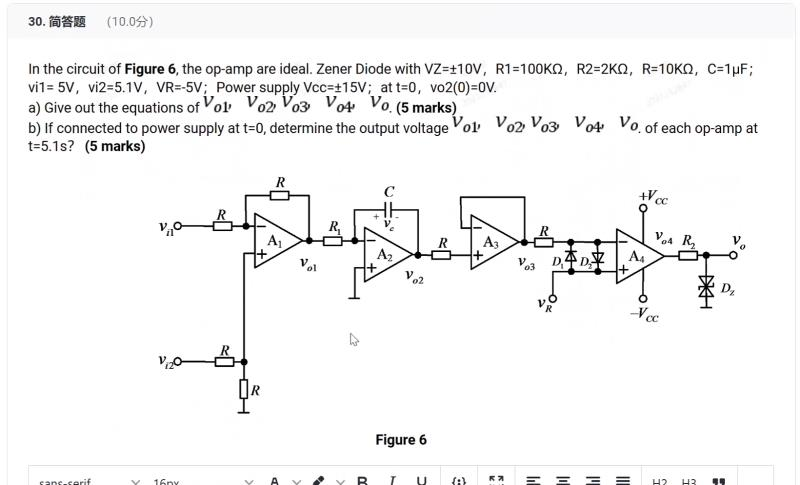 30. 简答题 (10.0分)
In the circuit of Figure 6, the op-amp are ideal. Zener Diode with VZ=±10V, R1=100KΩ, R2=2KΩ, R=10KΩ, C=1μF;
vi1= 5V, vi2=5.1V, VR=-5V; Power supply Vcc=±15V; at t=0, vo2(0)=0V.
a) Give out the equations of Vo1, Vo2, Vo3, Vo4, Vo. (5 marks)
b) If connected to power supply at t=0, determine the output voltage Vo1, Vo2, Vo3, Vo4, Vo. of each op-amp at
t=5.1s? (5 marks)
R
C
+Vcc
vi1
R
A1
R1
+ vc -
A2
R
A3
R
D1
D2
A4
vo4
R2
vo
vo1
vo2
vo3
Dz
vR
-Vcc
vi2
R
R
Figure 6
sans-serif 16px A B I U {;} H2 H3